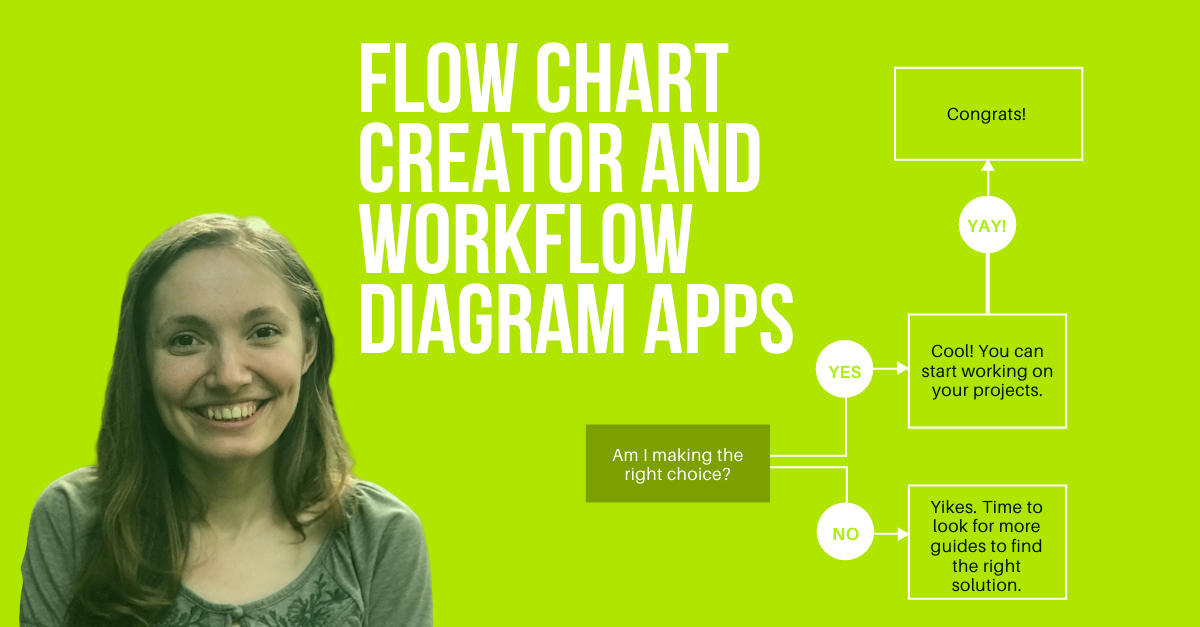 FLOW CHART
CREATOR AND
WORKFLOW
DIAGRAM APPS
Congrats!
YAY!
Cool! You can
start working on
your projects.
YES
Am I making the
right choice?
NO
Yikes. Time to
look for more
guides to find
the right
solution.